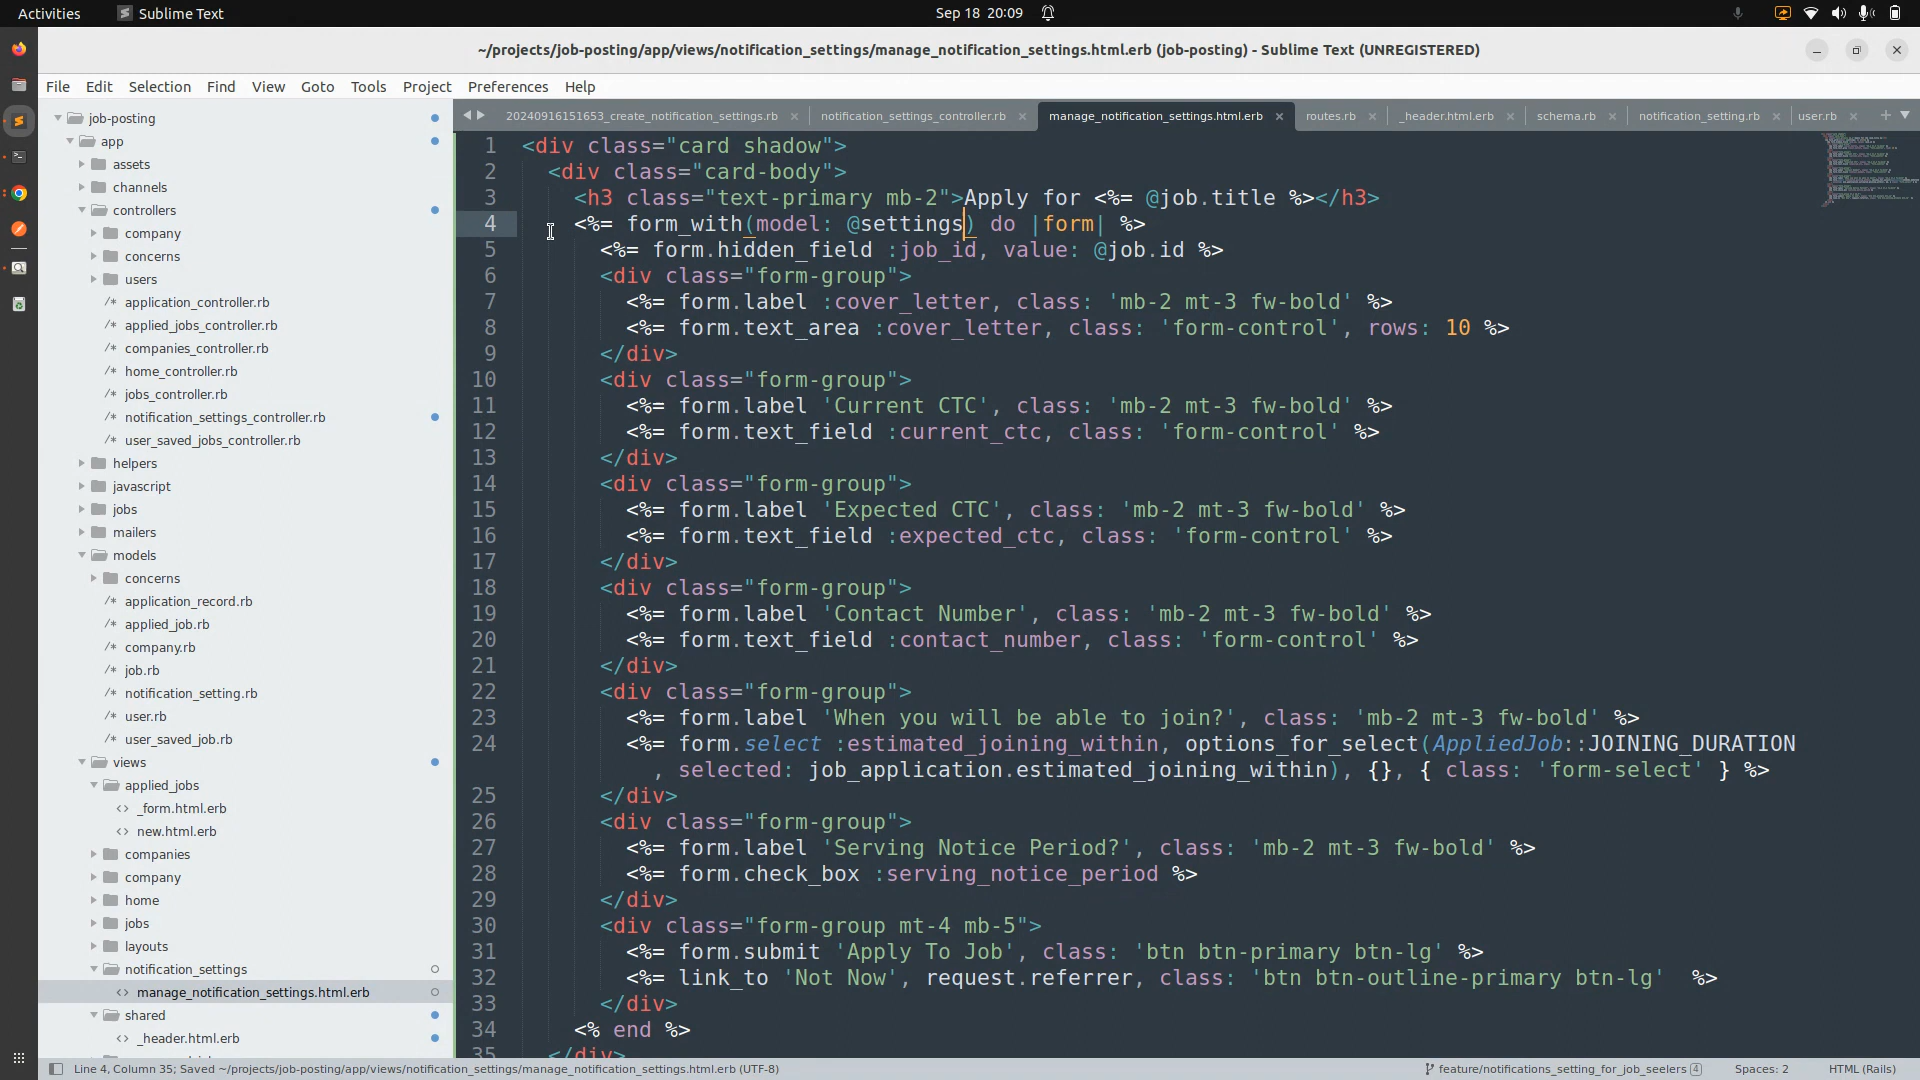 Activities
Sublime Text
Sep 18 20:09
~/projects/job-posting/app/views/notification_settings/manage_notification_settings.html.erb (job-posting) - Sublime Text (UNREGISTERED)
File Edit Selection Find View Goto Tools Project Preferences Help
job-posting
app
assets
channels
controllers
company
concerns
users
application_controller.rb
applied_jobs_controller.rb
companies_controller.rb
home_controller.rb
jobs_controller.rb
notification_settings_controller.rb
user_saved_jobs_controller.rb
helpers
javascript
jobs
mailers
models
concerns
application_record.rb
applied_job.rb
company.rb
job.rb
notification_setting.rb
user.rb
user_saved_job.rb
views
applied_jobs
_form.html.erb
new.html.erb
companies
company
home
jobs
layouts
notification_settings
manage_notification_settings.html.erb
shared
_header.html.erb
20240916151653_create_notification_settings.rb
notification_settings_controller.rb
manage_notification_settings.html.erb
routes.rb
_header.html.erb
schema.rb
notification_setting.rb
user.rb
1 <div class="card shadow">
2 <div class="card-body">
3 <h3 class="text-primary mb-2">Apply for <%= @job.title %></h3>
4 <%= form_with(model: @settings) do |form| %>
5 <%= form.hidden_field :job_id, value: @job.id %>
6 <div class="form-group">
7 <%= form.label :cover_letter, class: 'mb-2 mt-3 fw-bold' %>
8 <%= form.text_area :cover_letter, class: 'form-control', rows: 10 %>
9 </div>
10 <div class="form-group">
11 <%= form.label 'Current CTC', class: 'mb-2 mt-3 fw-bold' %>
12 <%= form.text_field :current_ctc, class: 'form-control' %>
13 </div>
14 <div class="form-group">
15 <%= form.label 'Expected CTC', class: 'mb-2 mt-3 fw-bold' %>
16 <%= form.text_field :expected_ctc, class: 'form-control' %>
17 </div>
18 <div class="form-group">
19 <%= form.label 'Contact Number', class: 'mb-2 mt-3 fw-bold' %>
20 <%= form.text_field :contact_number, class: 'form-control' %>
21 </div>
22 <div class="form-group">
23 <%= form.label 'When you will be able to join?', class: 'mb-2 mt-3 fw-bold' %>
24 <%= form.select :estimated_joining_within, options_for_select(AppliedJob::JOINING_DURATION
, selected: job_application.estimated_joining_within), {}, { class: 'form-select' } %>
25 </div>
26 <div class="form-group">
27 <%= form.label 'Serving Notice Period?', class: 'mb-2 mt-3 fw-bold' %>
28 <%= form.check_box :serving_notice_period %>
29 </div>
30 <div class="form-group mt-4 mb-5">
31 <%= form.submit 'Apply To Job', class: 'btn btn-primary btn-lg' %>
32 <%= link_to 'Not Now', request.referrer, class: 'btn btn-outline-primary btn-lg'  %>
33 </div>
34 <% end %>
35 </div>
Line 4, Column 35; Saved ~/projects/job-posting/app/views/notification_settings/manage_notification_settings.html.erb (UTF-8)
feature/notifications_setting_for_job_seelers 4
Spaces: 2
HTML (Rails)